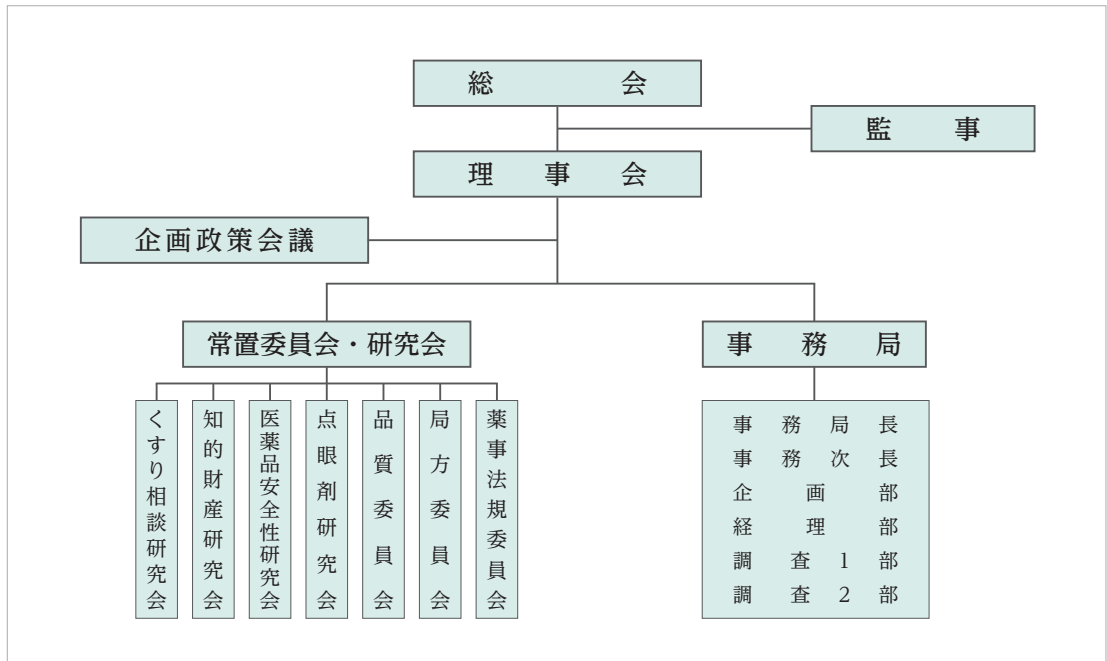 総会
監事
理事会
企画政策会議
常置委員会・研究会
事務局
くすり相談研究会
知的財産研究会
医薬品安全性研究会
点眼剤研究会
品質委員会
局方委員会
薬事法規委員会
事務局長
事務次長
企画部
経理部
調査1部
調査2部